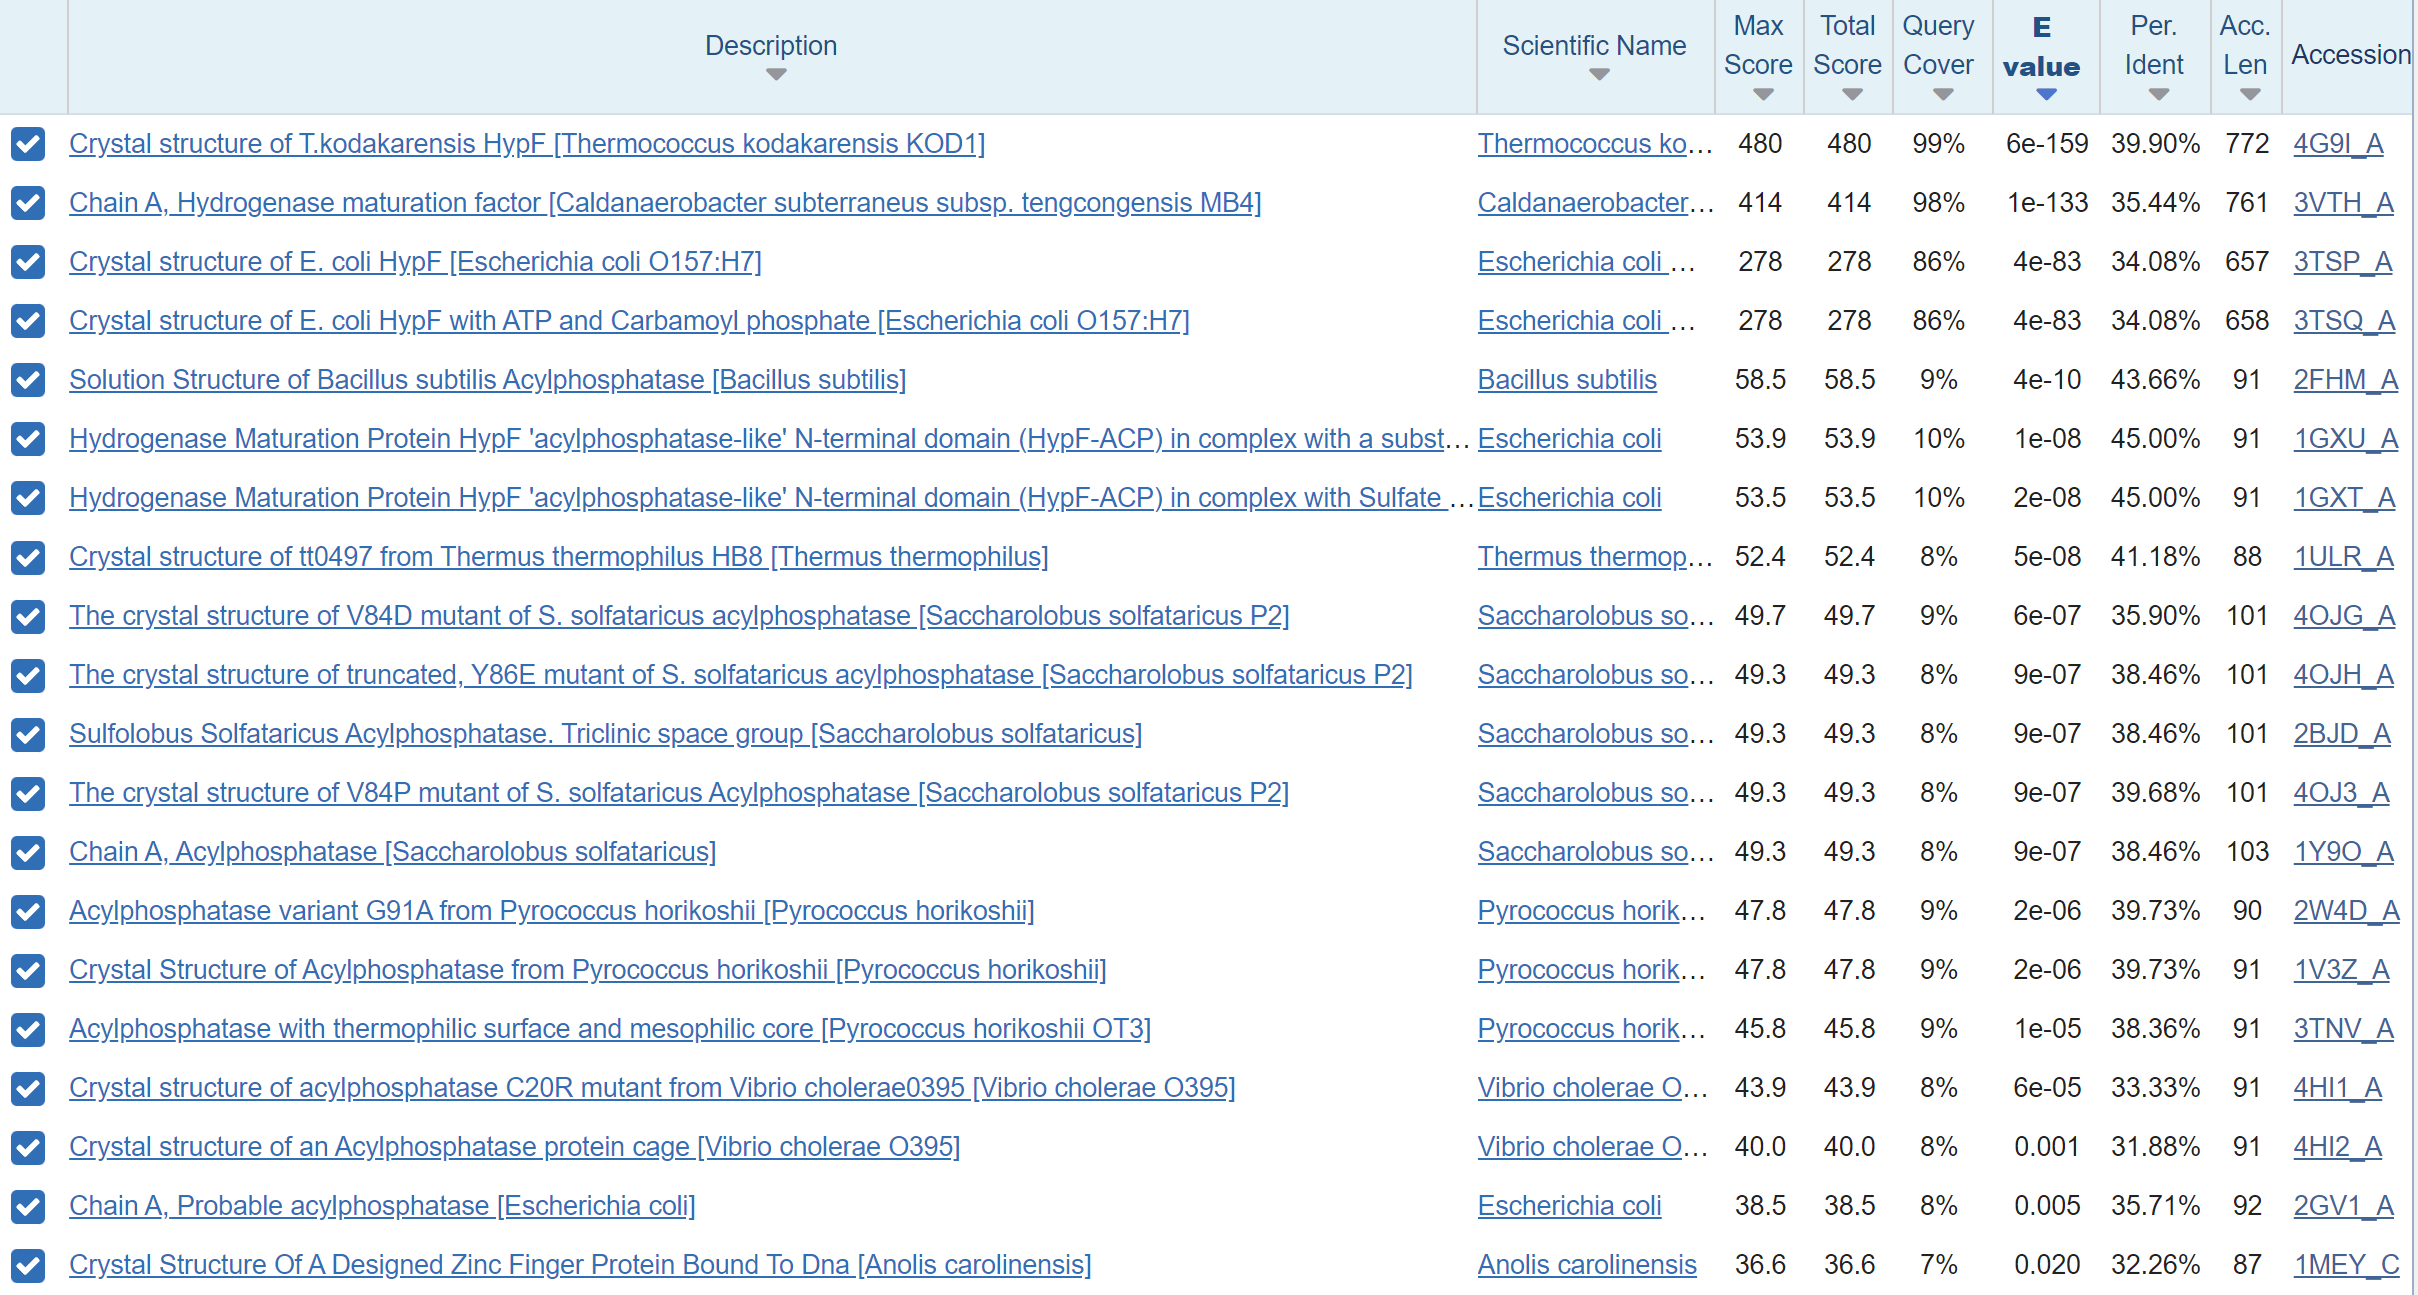 Description Scientific Name Max Score Total Score Query Cover E value Per. Ident Acc. Len Accession
Crystal structure of T.kodakarensis HypF [Thermococcus kodakarensis KOD1] Thermococcus ko... 480 480 99% 6e-159 39.90% 772 4G9I_A
Chain A, Hydrogenase maturation factor [Caldanaerobacter subterraneus subsp. tengcongensis MB4] Caldanaerobacter... 414 414 98% 1e-133 35.44% 761 3VTH_A
Crystal structure of E. coli HypF [Escherichia coli O157:H7] Escherichia coli ... 278 278 86% 4e-83 34.08% 657 3TSP_A
Crystal structure of E. coli HypF with ATP and Carbamoyl phosphate [Escherichia coli O157:H7] Escherichia coli ... 278 278 86% 4e-83 34.08% 658 3TSQ_A
Solution Structure of Bacillus subtilis Acylphosphatase [Bacillus subtilis] Bacillus subtilis 58.5 58.5 9% 4e-10 43.66% 91 2FHM_A
Hydrogenase Maturation Protein HypF 'acylphosphatase-like' N-terminal domain (HypF-ACP) in complex with a subst... Escherichia coli 53.9 53.9 10% 1e-08 45.00% 91 1GXU_A
Hydrogenase Maturation Protein HypF 'acylphosphatase-like' N-terminal domain (HypF-ACP) in complex with Sulfate ... Escherichia coli 53.5 53.5 10% 2e-08 45.00% 91 1GXT_A
Crystal structure of tt0497 from Thermus thermophilus HB8 [Thermus thermophilus] Thermus thermop... 52.4 52.4 8% 5e-08 41.18% 88 1ULR_A
The crystal structure of V84D mutant of S. solfataricus acylphosphatase [Saccharolobus solfataricus P2] Saccharolobus so... 49.7 49.7 9% 6e-07 35.90% 101 4OJG_A
The crystal structure of truncated, Y86E mutant of S. solfataricus acylphosphatase [Saccharolobus solfataricus P2] Saccharolobus so... 49.3 49.3 8% 9e-07 38.46% 101 4OJH_A
Sulfolobus Solfataricus Acylphosphatase. Triclinic space group [Saccharolobus solfataricus] Saccharolobus so... 49.3 49.3 8% 9e-07 38.46% 101 2BJD_A
The crystal structure of V84P mutant of S. solfataricus Acylphosphatase [Saccharolobus solfataricus P2] Saccharolobus so... 49.3 49.3 8% 9e-07 39.68% 101 4OJ3_A
Chain A, Acylphosphatase [Saccharolobus solfataricus] Saccharolobus so... 49.3 49.3 8% 9e-07 38.46% 103 1Y9O_A
Acylphosphatase variant G91A from Pyrococcus horikoshii [Pyrococcus horikoshii] Pyrococcus horik... 47.8 47.8 9% 2e-06 39.73% 90 2W4D_A
Crystal Structure of Acylphosphatase from Pyrococcus horikoshii [Pyrococcus horikoshii] Pyrococcus horik... 47.8 47.8 9% 2e-06 39.73% 91 1V3Z_A
Acylphosphatase with thermophilic surface and mesophilic core [Pyrococcus horikoshii OT3] Pyrococcus horik... 45.8 45.8 9% 1e-05 38.36% 91 3TNV_A
Crystal structure of acylphosphatase C20R mutant from Vibrio cholerae0395 [Vibrio cholerae O395] Vibrio cholerae O... 43.9 43.9 8% 6e-05 33.33% 91 4HI1_A
Crystal structure of an Acylphosphatase protein cage [Vibrio cholerae O395] Vibrio cholerae O... 40.0 40.0 8% 0.001 31.88% 91 4HI2_A
Chain A, Probable acylphosphatase [Escherichia coli] Escherichia coli 38.5 38.5 8% 0.005 35.71% 92 2GV1_A
Crystal Structure Of A Designed Zinc Finger Protein Bound To Dna [Anolis carolinensis] Anolis carolinensis 36.6 36.6 7% 0.020 32.26% 87 1MEY_C